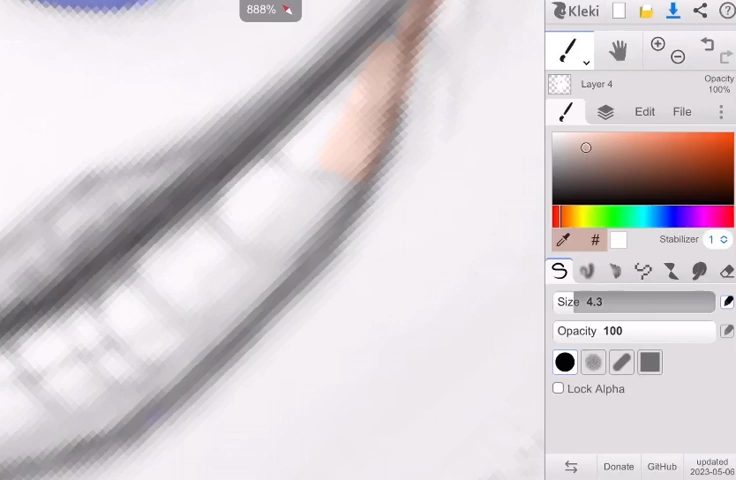 888%
Kleki
Layer 4
Opacity
100%
Edit File
#
Stabilizer 1
Size 4.3
Opacity 100
Lock Alpha
Donate GitHub updated
2023-05-06